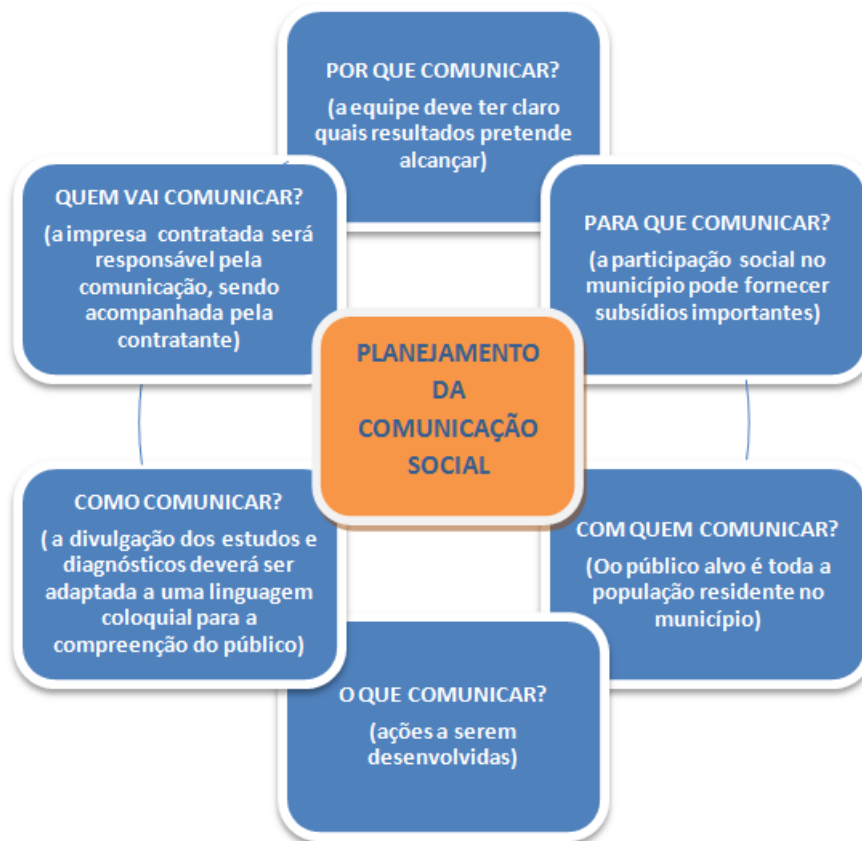 POR QUE COMUNICAR?
(a equipe deve ter claro
quais resultados pretende
alcançar)
PARA QUE COMUNICAR?
(a participação social no
município pode fornecer
subsídios importantes)
COM QUEM COMUNICAR?
(Oo público alvo é toda a
população residente no
município)
O QUE COMUNICAR?
(ações a serem
desenvolvidas)
COMO COMUNICAR?
( a divulgação dos estudos e
diagnósticos deverá ser
adaptada a uma linguagem
coloquial para a
compreenção do público)
QUEM VAI COMUNICAR?
(a impresa contratada será
responsável pela
comunicação, sendo
acompanhada pela
contratante)
PLANEJAMENTO
DA
COMUNICAÇÃO
SOCIAL